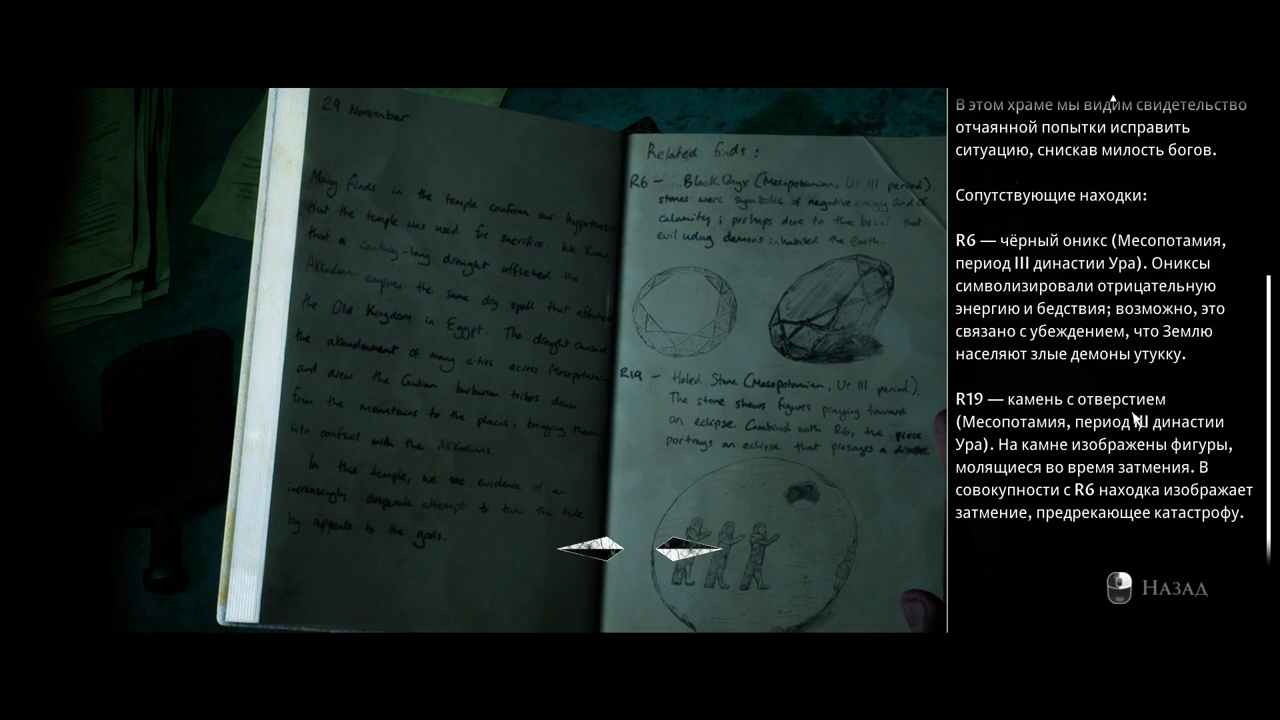 29 November
Many finds in the temple confirm our hypothesis
that the temple was used for sacrifice. We know
that a century-long drought afflicted the
Akkadian empire, the same dry spell that afflicted
the Old Kingdom in Egypt. The drought caused
the abandonment of many cities across Mesopotamia
and drew the Gutian barbarian tribes down
from the mountains to the plains, bringing them
into conflict with the Akkadians.
In the temple, we see evidence of an
increasingly desperate attempt to turn the tide
by appeals to the gods.
Related finds:
R6 - Black Onyx (Mesopotamian, Ur III period).
stones were symbolic of negative energy and of
calamity; perhaps due to the belief that
evil udug demons inhabited the Earth.
R19 - Holed Stone (Mesopotamian, Ur III period).
The stone shows figures praying toward
an eclipse. Combined with R6, the piece
portrays an eclipse that presages a
В этом храме мы видим свидетельство
отчаянной попытки исправить
ситуацию, снискав милость богов.
Сопутствующие находки:
R6 — чёрный оникс (Месопотамия,
период III династии Ура). Ониксы
символизировали отрицательную
энергию и бедствия; возможно, это
связано с убеждением, что Землю
населяют злые демоны утукку.
R19 — камень с отверстием
(Месопотамия, период III династии
Ура). На камне изображены фигуры,
молящиеся во время затмения. В
совокупности с R6 находка изображает
затмение, предрекающее катастрофу.
Назад